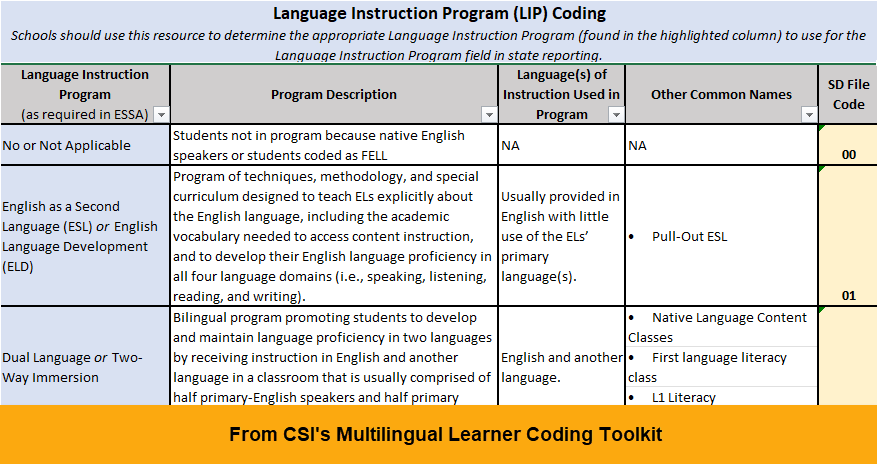 Language Instruction Program (LIP) Coding
Schools should use this resource to determine the appropriate Language Instruction Program (found in the highlighted column) to use for the
Language Instruction Program field in state reporting.
Language Instruction
Program
(as required in ESSA)
Program Description
Language(s) of
Instruction Used in
Program
Other Common Names
SD File
Code
No or Not Applicable
Students not in program because native English
speakers or students coded as FELL
NA
NA
00
English as a Second
Language (ESL) or English
Language Development
(ELD)
Program of techniques, methodology, and special
curriculum designed to teach ELs explicitly about
the English language, including the academic
vocabulary needed to access content instruction,
and to develop their English language proficiency in
all four language domains (i.e., speaking, listening,
reading, and writing).
Usually provided in
English with little
use of the ELs’
primary
language(s).
• Pull-Out ESL
01
Dual Language or Two-
Way Immersion
Bilingual program promoting students to develop
and maintain language proficiency in two languages
by receiving instruction in English and another
language in a classroom that is usually comprised of
half primary-English speakers and half primary
English and another
language.
• Native Language Content
Classes
• First language literacy
class
• L1 Literacy
From CSI's Multilingual Learner Coding Toolkit